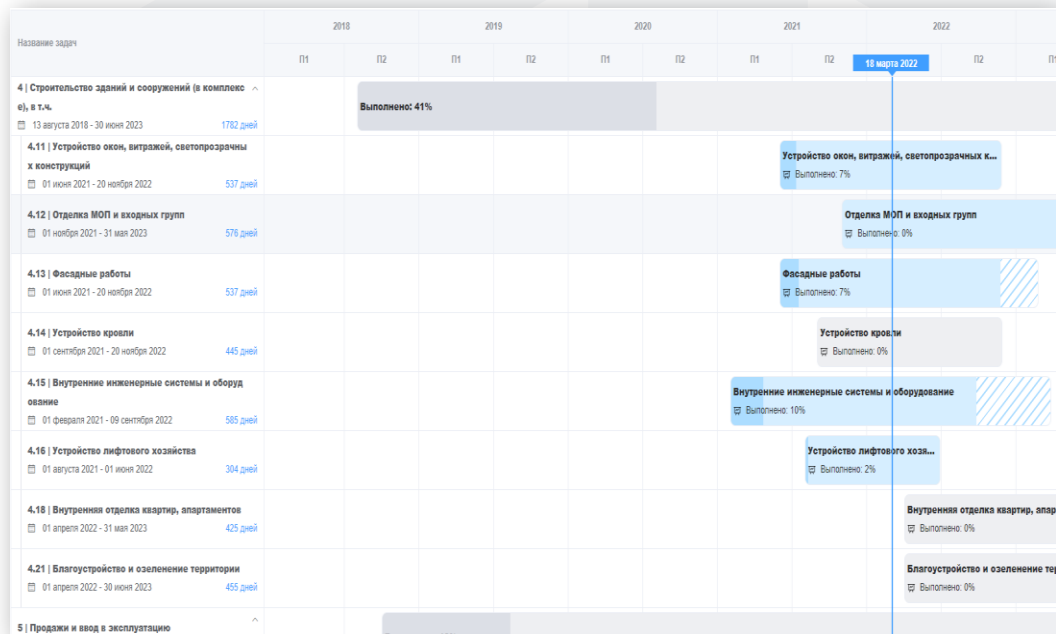 Название задач
2018
2019
2020
2021
2022
П1
П2
П1
П2
П1
П2
П1
П2
18 марта 2022
П2
4 | Строительство зданий и сооружений (в комплекс
е), в т.ч.
13 августа 2018 - 30 июня 2023
1782 дней
Выполнено: 41%
4.11 | Устройство окон, витражей, светопрозрачны
х конструкций
01 июня 2021 - 20 ноября 2022
537 дней
Устройство окон, витражей, светопрозрачных к...
Выполнено: 7%
4.12 | Отделка МОП и входных групп
01 ноября 2021 - 31 мая 2023
576 дней
Отделка МОП и входных групп
Выполнено: 0%
4.13 | Фасадные работы
01 июня 2021 - 20 ноября 2022
537 дней
Фасадные работы
Выполнено: 7%
4.14 | Устройство кровли
01 сентября 2021 - 20 ноября 2022
445 дней
Устройство кровли
Выполнено: 0%
4.15 | Внутренние инженерные системы и оборуд
ование
01 февраля 2021 - 09 сентября 2022
585 дней
Внутренние инженерные системы и оборудование
Выполнено: 10%
4.16 | Устройство лифтового хозяйства
01 августа 2021 - 01 июня 2022
304 дней
Устройство лифтового хозя...
Выполнено: 2%
4.18 | Внутренняя отделка квартир, апартаментов
01 апреля 2022 - 31 мая 2023
425 дней
Внутренняя отделка квартир, апар
Выполнено: 0%
4.21 | Благоустройство и озеленение территории
01 апреля 2022 - 30 июня 2023
455 дней
Благоустройство и озеленение тер
Выполнено: 0%
5 | Продажи и ввод в эксплуатацию